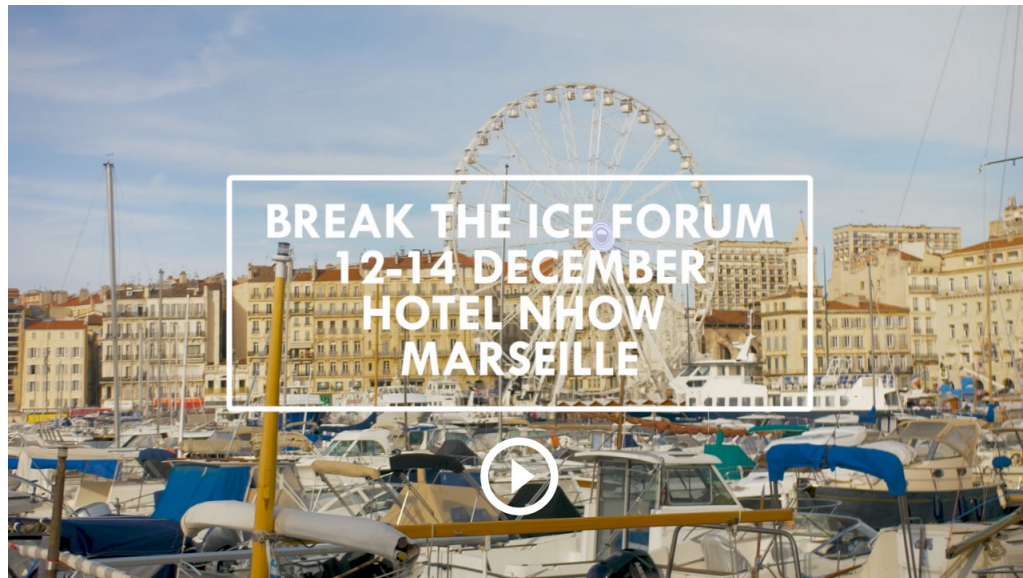 BREAK THE ICE FORUM
12-14 DECEMBER
HOTEL NHOW
MARSEILLE